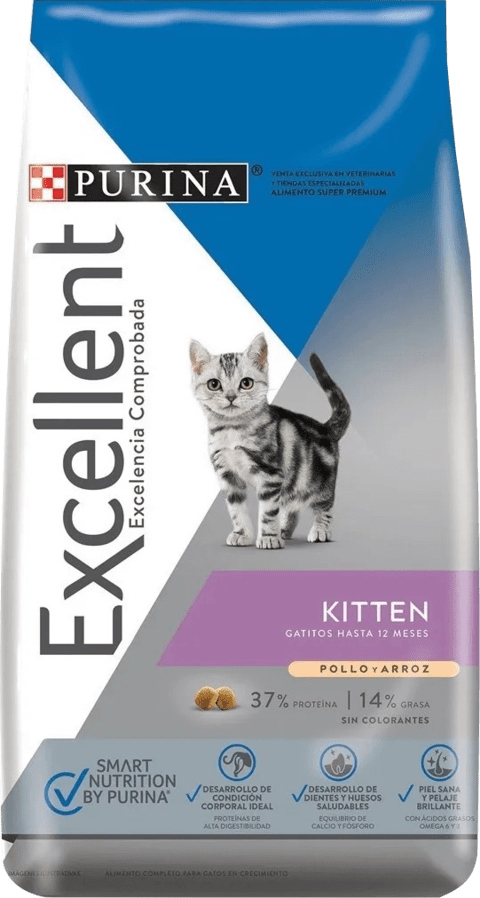 PURINA®
VENTA EXCLUSIVA EN VETERINARIAS
Y TIENDAS ESPECIALIZADAS
ALIMENTO SUPER PREMIUM
Excellent
Excelencia Comprobada
KITTEN
GATITOS HASTA 12 MESES
POLLO Y ARROZ
37% PROTEÍNA | 14% GRASA
SIN COLORANTES
SMART
NUTRITION
BY PURINA®
DESARROLLO DE
CONDICIÓN
CORPORAL IDEAL
PROTEÍNAS DE
ALTA DIGESTIBILIDAD
DESARROLLO DE
DIENTES Y HUESOS
SALUDABLES
EQUILIBRIO DE
CALCIO Y FÓSFORO
PIEL SANA
Y PELAJE
BRILLANTE
CON ÁCIDOS GRASOS
OMEGA 6 Y 3
IMÁGENES ILUSTRATIVAS
ALIMENTO COMPLETO PARA GATOS EN CRECIMIENTO